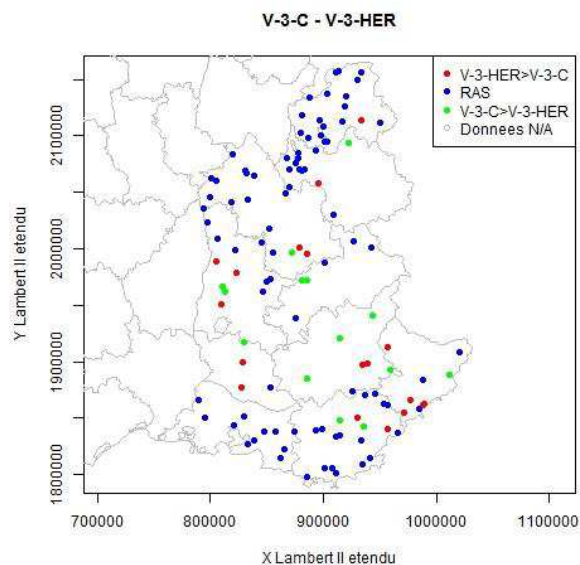 V-3-C - V-3-HER
V-3-HER>V-3-C
RAS
V-3-C>V-3-HER
Donnees N/A
2100000
2000000
1900000
1800000
Y Lambert II etendu
700000 800000 900000 1000000 1100000
X Lambert II etendu